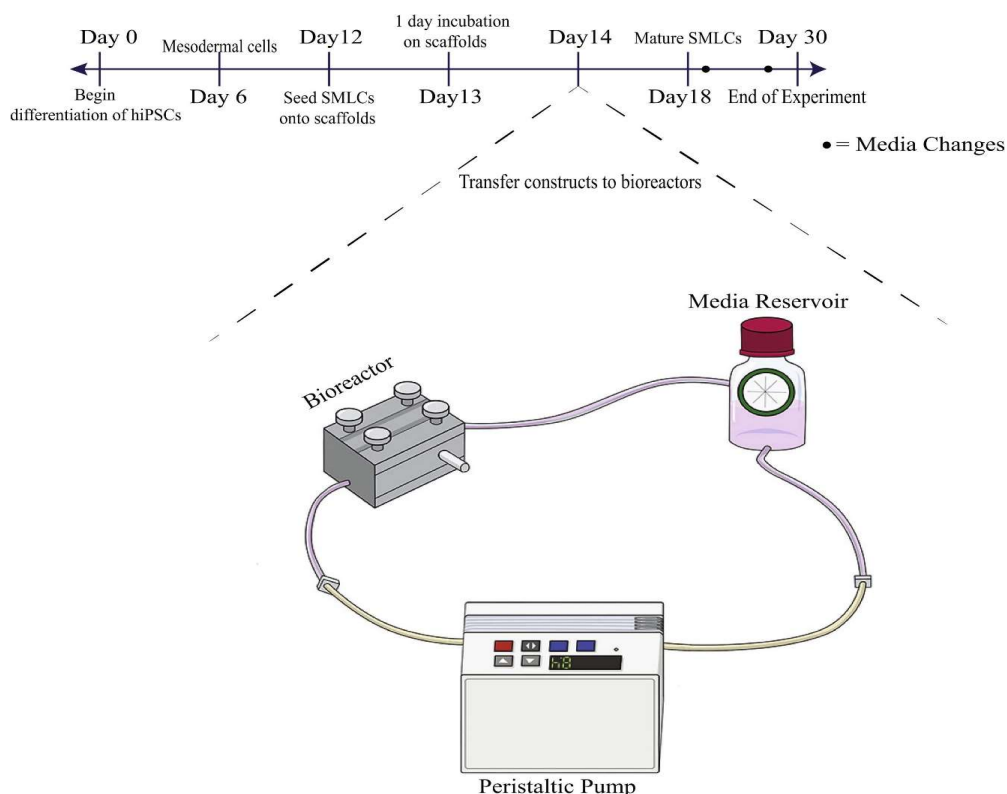 Day 0
Mesodermal cells
Day12
1 day incubation
on scaffolds
Day14
Mature SMLCs
Day 30
Begin
differentiation of hiPSCs
Day 6
Seed SMLCs
onto scaffolds
Day13
Day18
End of Experiment
= Media Changes
Transfer constructs to bioreactors
Media Reservoir
Bioreactor
Peristaltic Pump